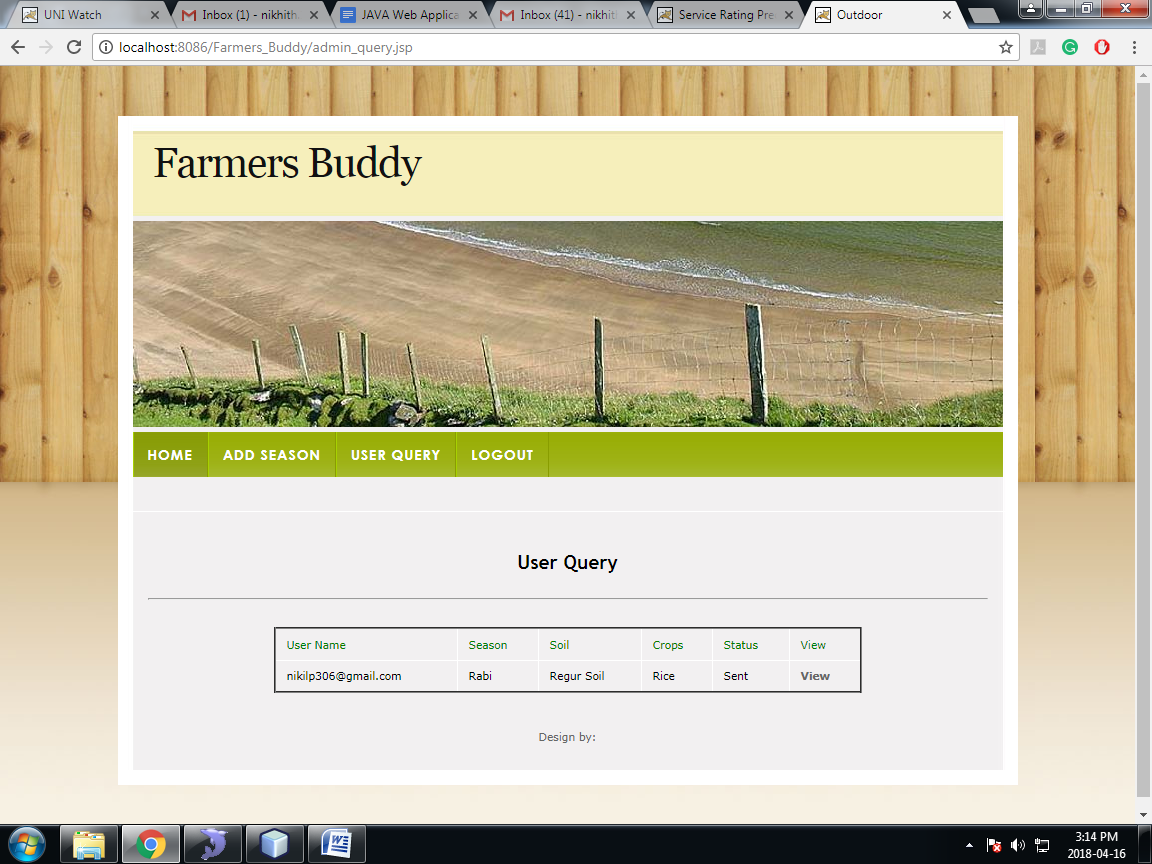 UNI Watch
Inbox (1) - nikhith
JAVA Web Applica
Inbox (41) - nikhit
Service Rating Pre
Outdoor
localhost:8086/Farmers_Buddy/admin_query.jsp
Farmers Buddy
HOME ADD SEASON USER QUERY LOGOUT
User Query
User Name Season Soil Crops Status View
nikilp306@gmail.com Rabi Regur Soil Rice Sent View
Design by:
3:14 PM
2018-04-16